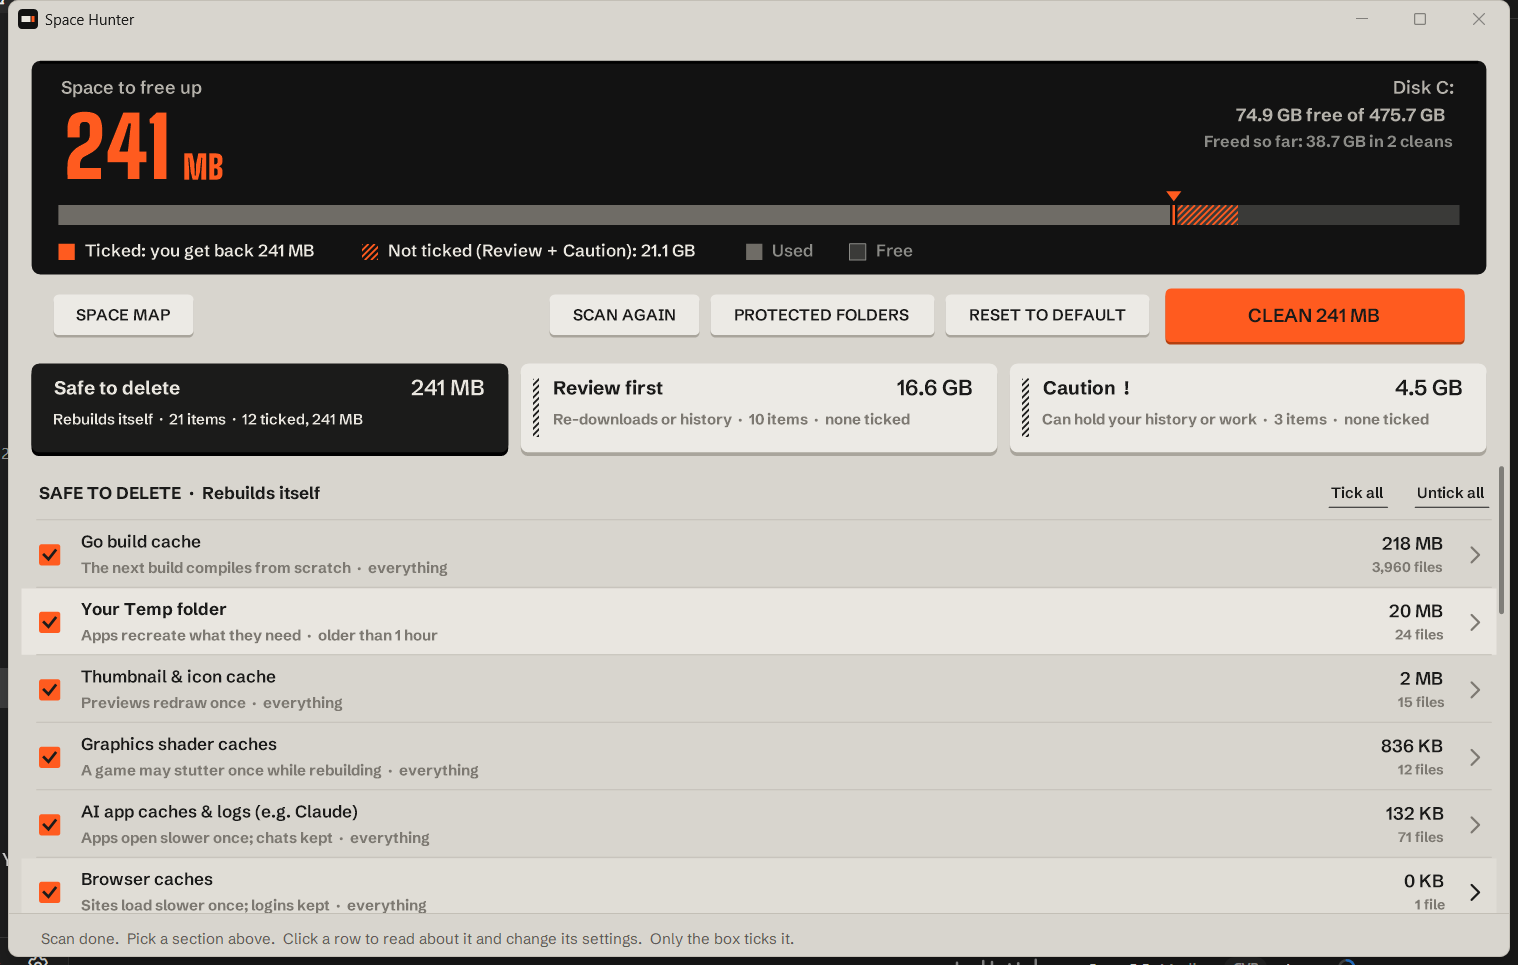 Space Hunter
Space to free up
241 MB
Disk C:
74.9 GB free of 475.7 GB
Freed so far: 38.7 GB in 2 cleans
Ticked: you get back 241 MB
Not ticked (Review + Caution): 21.1 GB
Used
Free
SPACE MAP
SCAN AGAIN
PROTECTED FOLDERS
RESET TO DEFAULT
CLEAN 241 MB
Safe to delete 241 MB
Rebuilds itself · 21 items · 12 ticked, 241 MB
Review first 16.6 GB
Re-downloads or history · 10 items · none ticked
Caution ! 4.5 GB
Can hold your history or work · 3 items · none ticked
SAFE TO DELETE · Rebuilds itself
Tick all
Untick all
Go build cache 218 MB
The next build compiles from scratch · everything 3,960 files
Your Temp folder 20 MB
Apps recreate what they need · older than 1 hour 24 files
Thumbnail & icon cache 2 MB
Previews redraw once · everything 15 files
Graphics shader caches 836 KB
A game may stutter once while rebuilding · everything 12 files
AI app caches & logs (e.g. Claude) 132 KB
Apps open slower once; chats kept · everything 71 files
Browser caches 0 KB
Sites load slower once; logins kept · everything 1 file
Scan done. Pick a section above. Click a row to read about it and change its settings. Only the box ticks it.